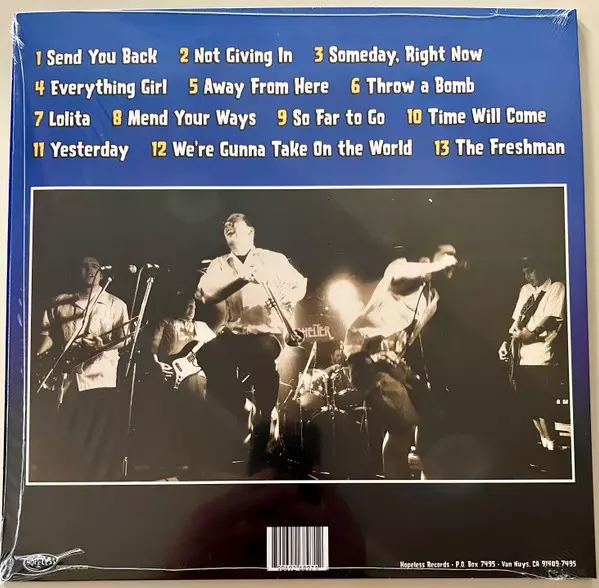 1 Send You Back 2 Not Giving In 3 Someday, Right Now
4 Everything Girl 5 Away From Here 6 Throw a Bomb
7 Lolita 8 Mend Your Ways 9 So Far to Go 10 Time Will Come
11 Yesterday 12 We're Gunna Take On the World 13 The Freshman
HOPELESS
Hopeless Records · P.O. Box 7495 · Van Nuys, CA 91409-7495